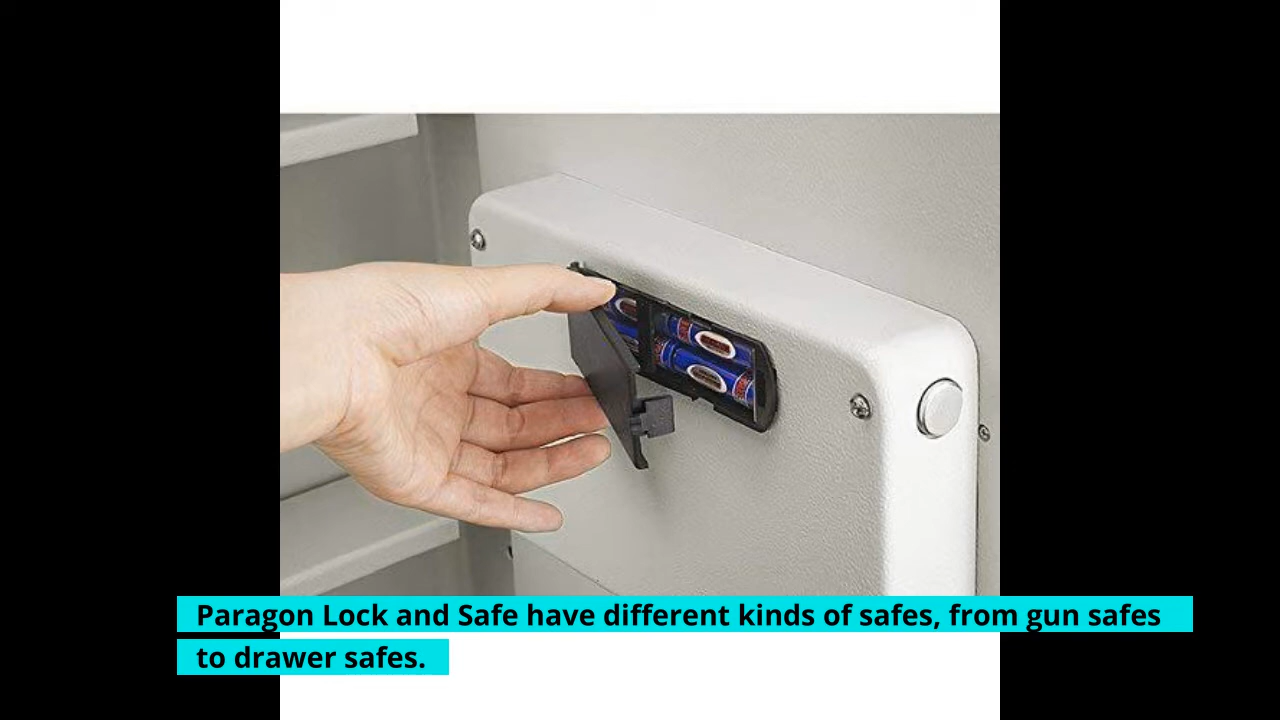 Paragon Lock and Safe have different kinds of safes, from gun safes
to drawer safes.